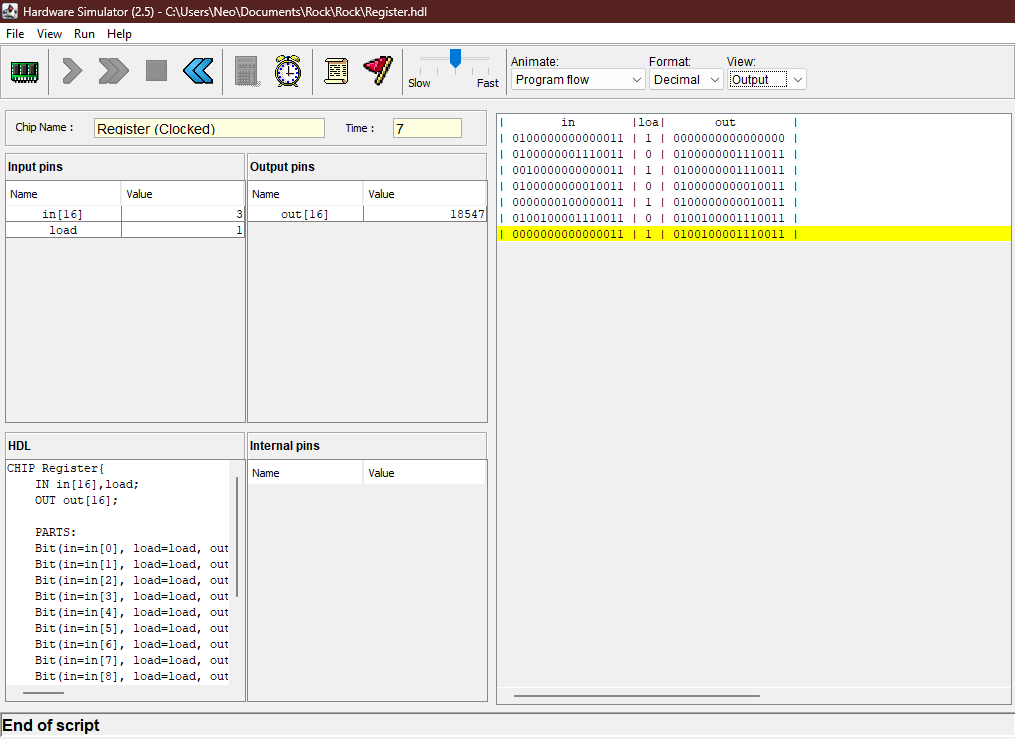 Hardware Simulator (2.5) - C:\Users\Neo\Documents\Rock\Rock\Register.hdl
File View Run Help
Slow Fast
Animate: Format: View:
Program flow Decimal Output
Chip Name : Register (Clocked) Time : 7
Input pins
Name Value
in[16] 3
load 1
Output pins
Name Value
out[16] 18547
HDL
CHIP Register{
IN in[16],load;
OUT out[16];
PARTS:
Bit(in=in[0], load=load, out
Bit(in=in[1], load=load, out
Bit(in=in[2], load=load, out
Bit(in=in[3], load=load, out
Bit(in=in[4], load=load, out
Bit(in=in[5], load=load, out
Bit(in=in[6], load=load, out
Bit(in=in[7], load=load, out
Bit(in=in[8], load=load, out
Internal pins
Name Value
| in |loa| out |
| 0100000000000011 | 1 | 0000000000000000 |
| 0100000001110011 | 0 | 0100000001110011 |
| 0010000000000011 | 1 | 0100000001110011 |
| 0100000000010011 | 0 | 0100000000010011 |
| 0000000100000011 | 1 | 0100000000010011 |
| 0100100001110011 | 0 | 0100100001110011 |
| 0000000000000011 | 1 | 0100100001110011 |
End of script